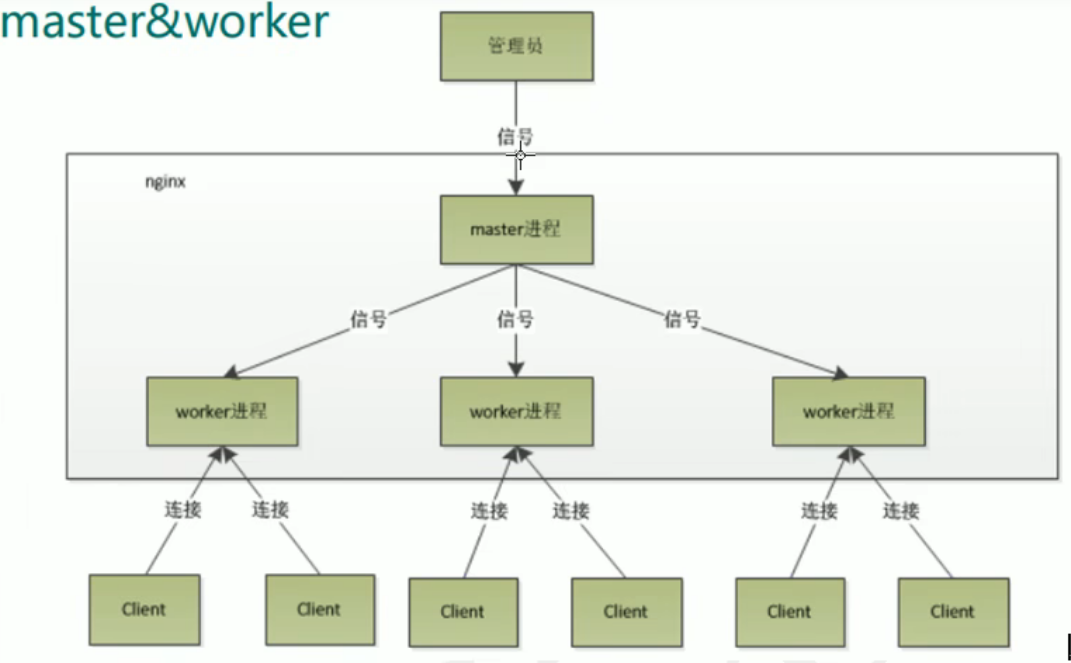 master&worker
管理员
信号
nginx
master进程
信号 信号 信号
worker进程 worker进程 worker进程
连接 连接 连接 连接 连接 连接
Client Client Client Client Client Client